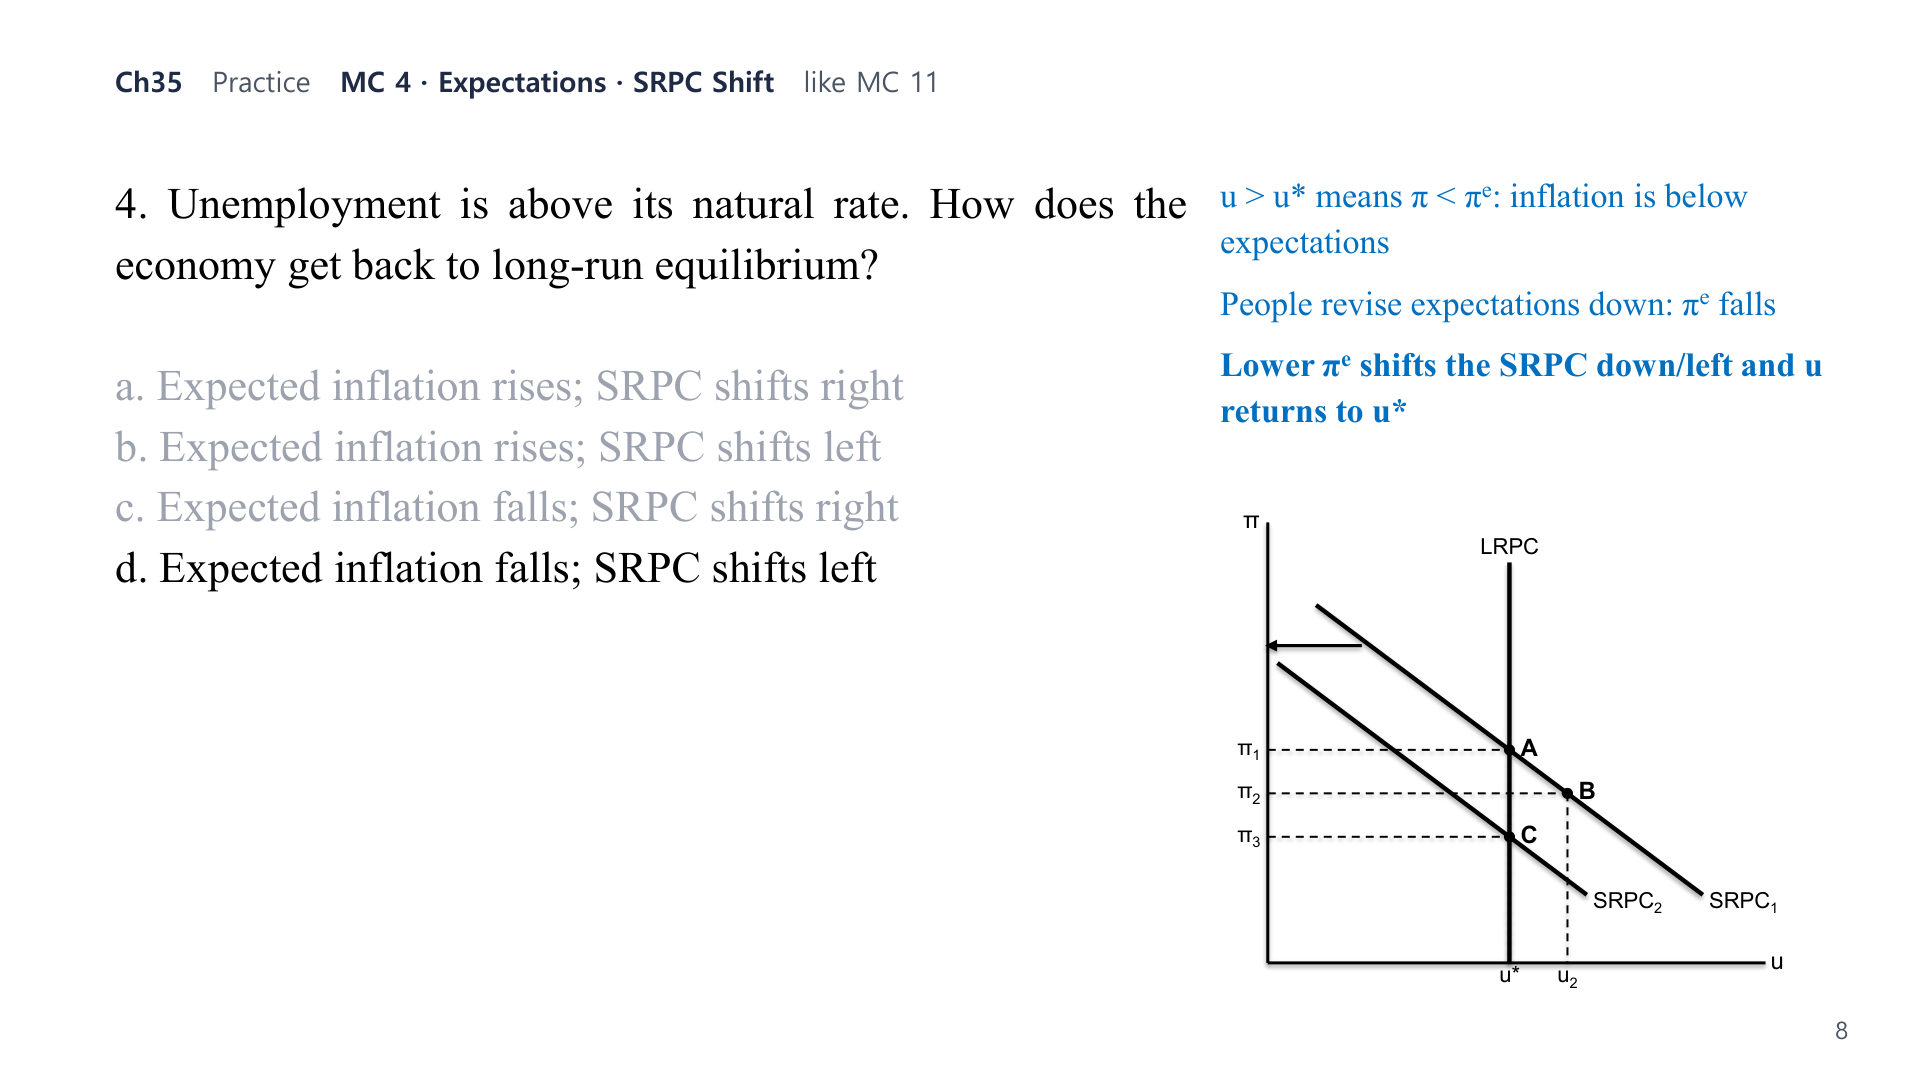 Ch35 Practice MC 4 · Expectations · SRPC Shift like MC 11
4. Unemployment is above its natural rate. How does the
economy get back to long-run equilibrium?
a. Expected inflation rises; SRPC shifts right
b. Expected inflation rises; SRPC shifts left
c. Expected inflation falls; SRPC shifts right
d. Expected inflation falls; SRPC shifts left
u > u* means π < πᵉ: inflation is below
expectations
People revise expectations down: πᵉ falls
Lower πᵉ shifts the SRPC down/left and u
returns to u*
π
LRPC
π₁
A
π₂
B
π₃
C
SRPC₂
SRPC₁
u
u*
u₂
8